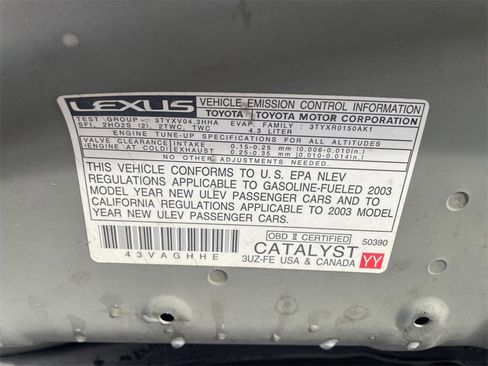 LEXUS VEHICLE EMISSION CONTROL INFORMATION
TOYOTA TOYOTA MOTOR CORPORATION
TEST GROUP : 3TYXV04.3HHA EVAP. FAMILY : 3TYXR0150AK1
SFI, 2HO2S (2), 2TWC, TWC 4.3 LITER
ENGINE TUNE-UP SPECIFICATIONS FOR ALL ALTITUDES
VALVE CLEARANCE INTAKE 0.15-0.25 mm (0.006-0.010in.)
ENGINE AT COLD EXHAUST 0.25-0.35 mm (0.010-0.014in.)
THIS VEHICLE CONFORMS TO U.S. EPA NLEV
REGULATIONS APPLICABLE TO GASOLINE-FUELED 2003
MODEL YEAR NEW ULEV PASSENGER CARS AND TO
CALIFORNIA REGULATIONS APPLICABLE TO 2003 MODEL
YEAR NEW ULEV PASSENGER CARS.
OBD II CERTIFIED 50390
CATALYST
43VAGHHE 3UZ-FE USA & CANADA YY